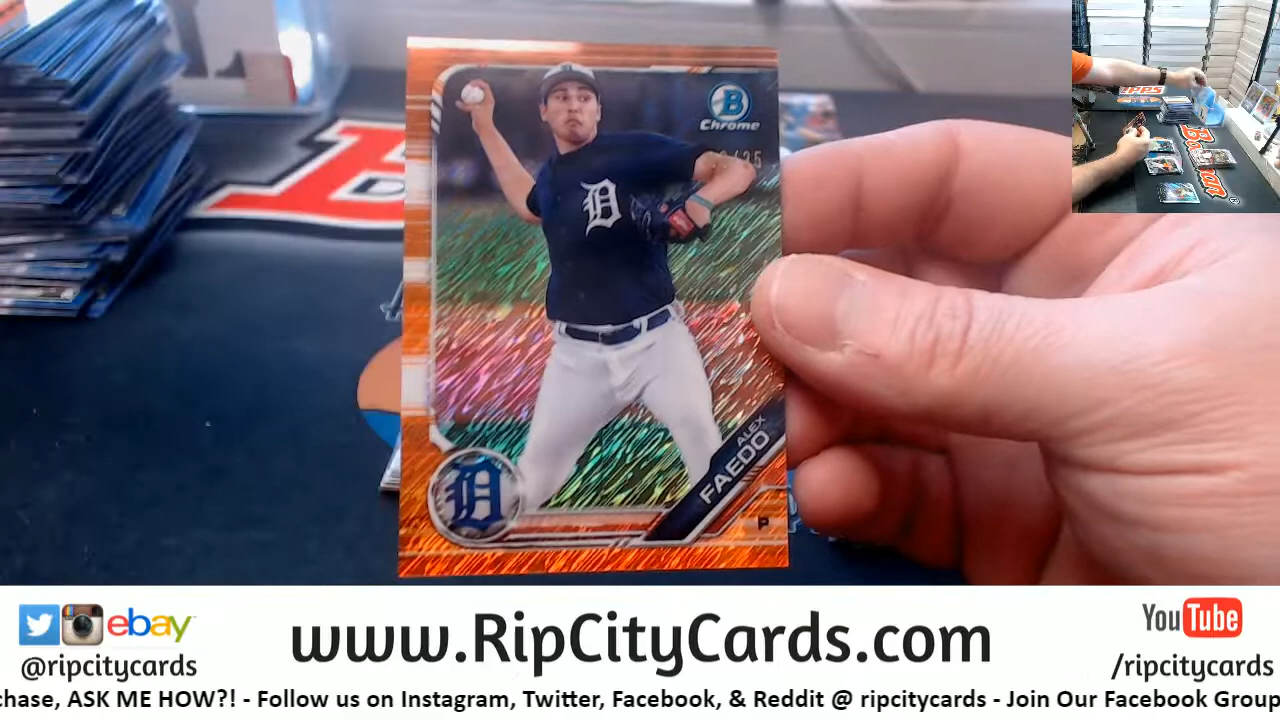 B
Chrome
D
ALEX
FAEDO
D
P
ebay
@ripcitycards
www.RipCityCards.com
YouTube
/ripcitycards
chase, ASK ME HOW?! - Follow us on Instagram, Twitter, Facebook, & Reddit @ ripcitycards - Join Our Facebook Group